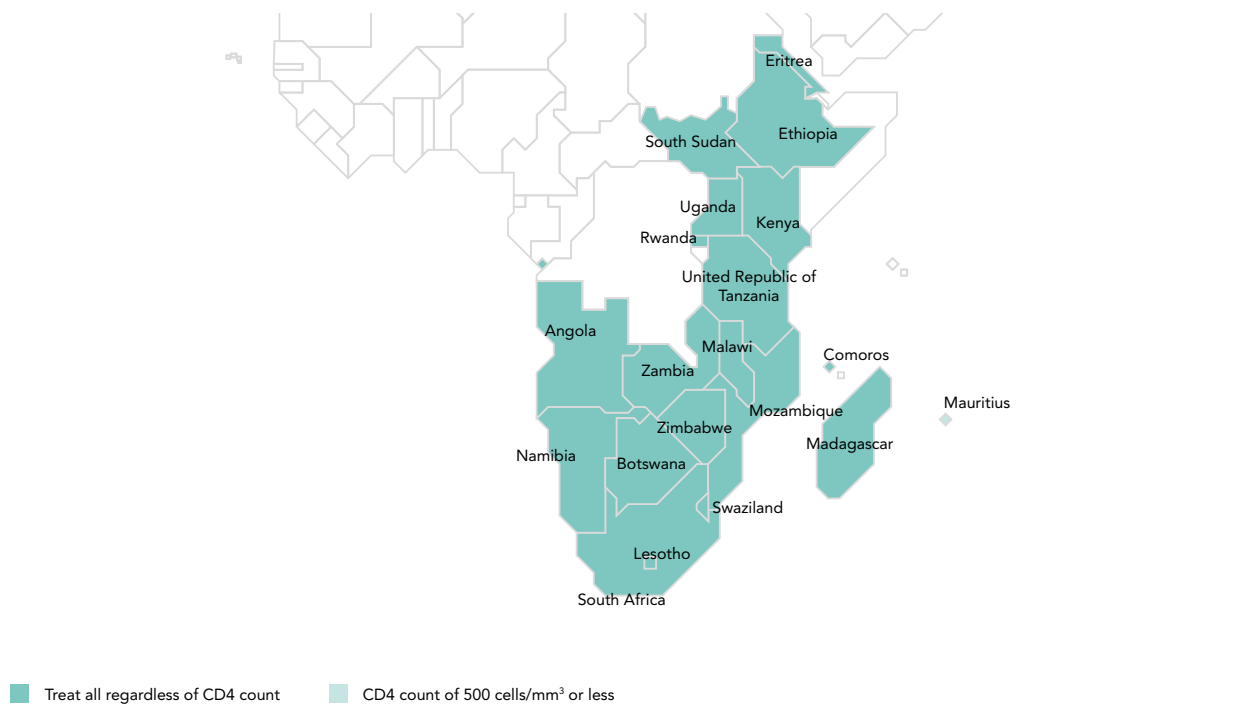 Eritrea
Ethiopia
South Sudan
Uganda
Kenya
Rwanda
United Republic of
Tanzania
Angola
Malawi
Comoros
Zambia
Mauritius
Mozambique
Zimbabwe
Madagascar
Namibia
Botswana
Swaziland
Lesotho
South Africa
Treat all regardless of CD4 count
CD4 count of 500 cells/mm³ or less